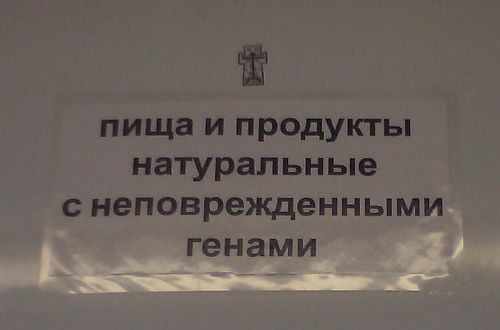 пища и продукты
натуральные
с неповрежденными
генами